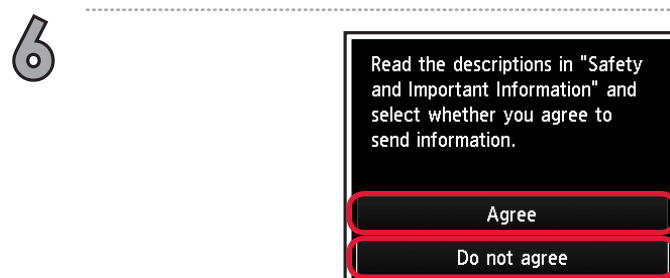 6
Read the descriptions in "Safety
and Important Information" and
select whether you agree to
send information.
Agree
Do not agree